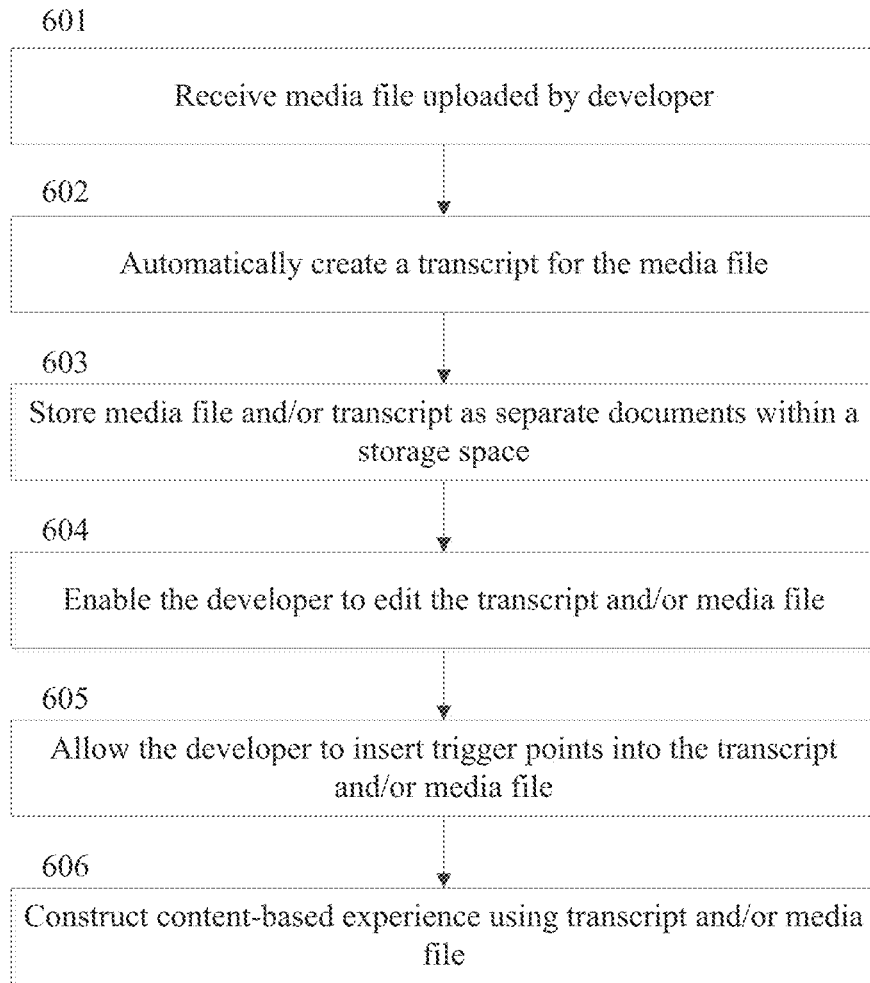 601
Receive media file uploaded by developer
602
Automatically create a transcript for the media file
603
Store media file and/or transcript as separate documents within a
storage space
604
Enable the developer to edit the transcript and/or media file
605
Allow the developer to insert trigger points into the transcript
and/or media file
606
Construct content-based experience using transcript and/or media
file